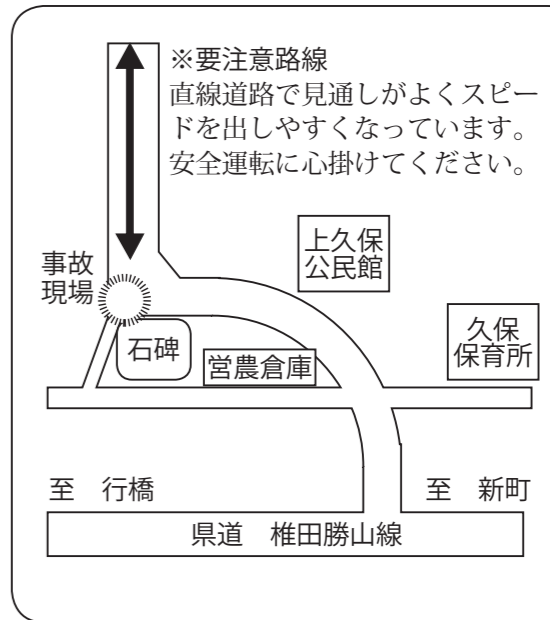 ※要注意路線
直線道路で見通しがよくスピー
ドを出しやすくなっています。
安全運転に心掛けてください。
上久保
公民館
事故
現場
久保
保育所
石碑
営農倉庫
至　行橋
至　新町
県道　椎田勝山線